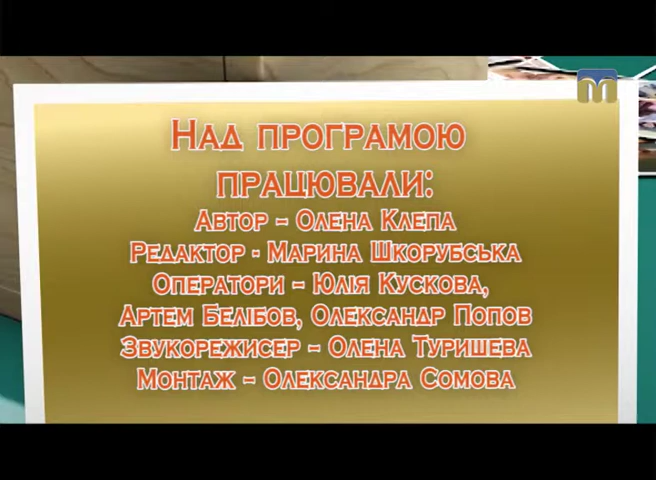 Над програмою
працювали:
Автор – Олена Клепа
Редактор - Марина Шкорубська
Оператори – Юлія Кускова,
Артем Белібов, Олександр Попов
Звукорежисер – Олена Туришева
Монтаж – Олександра Сомова